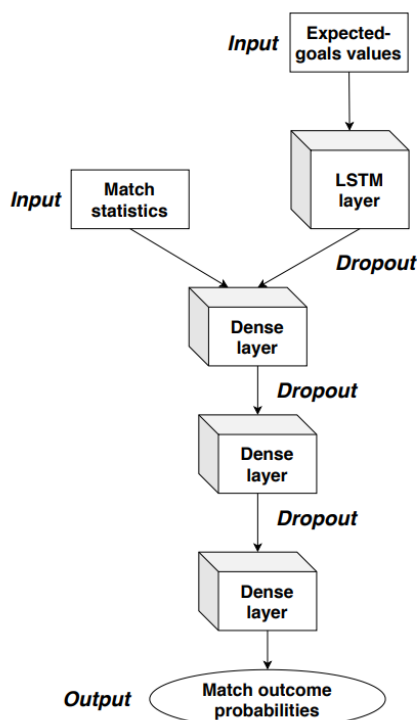 Input
Expected-
goals values
LSTM
layer
Input
Match
statistics
Dropout
Dense
layer
Dropout
Dense
layer
Dropout
Dense
layer
Output
Match outcome
probabilities